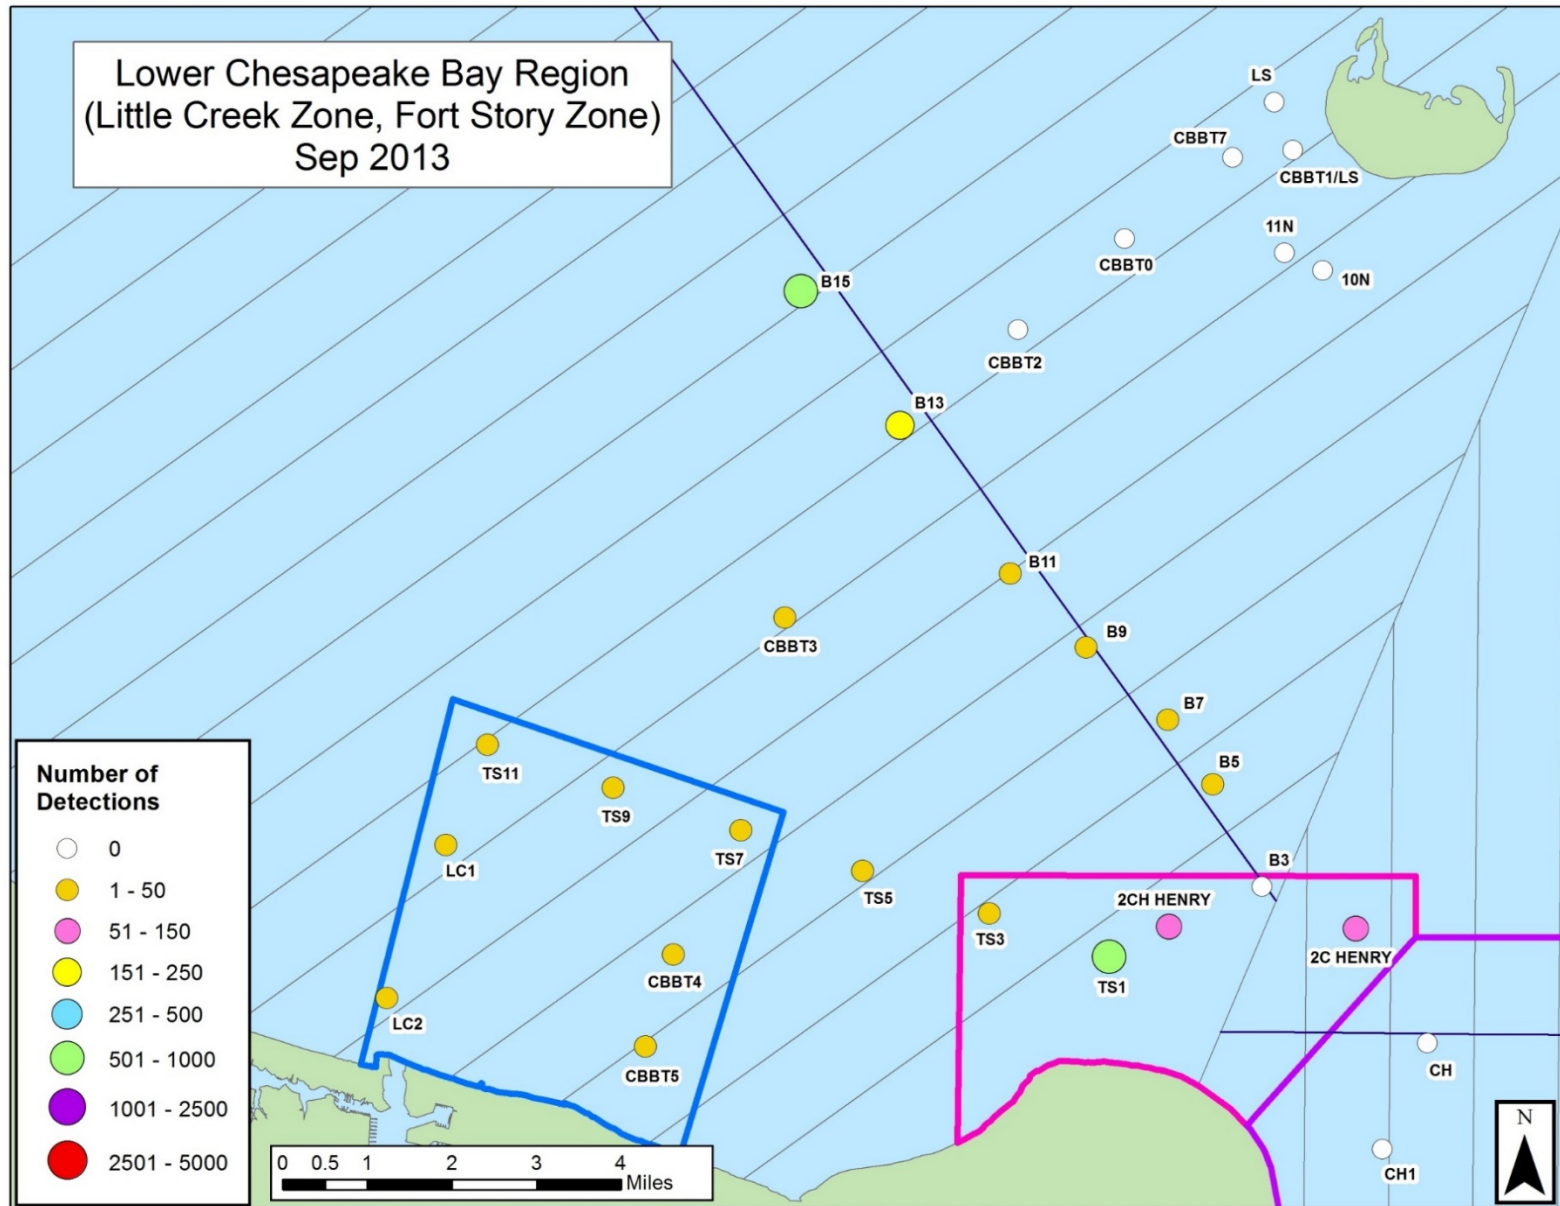 Lower Chesapeake Bay Region
(Little Creek Zone, Fort Story Zone)
Sep 2013
LS
CBBT7
CBBT1/LS
11N
CBBT0
10N
B15
CBBT2
B13
B11
CBBT3
B9
B7
B5
TS11
TS9
TS7
LC1
TS5
B3
2CH HENRY
TS3
2C HENRY
TS1
CBBT4
LC2
CBBT5
CH
CH1
Number of
Detections
0
1 - 50
51 - 150
151 - 250
251 - 500
501 - 1000
1001 - 2500
2501 - 5000
0 0.5 1 2 3 4
Miles
N